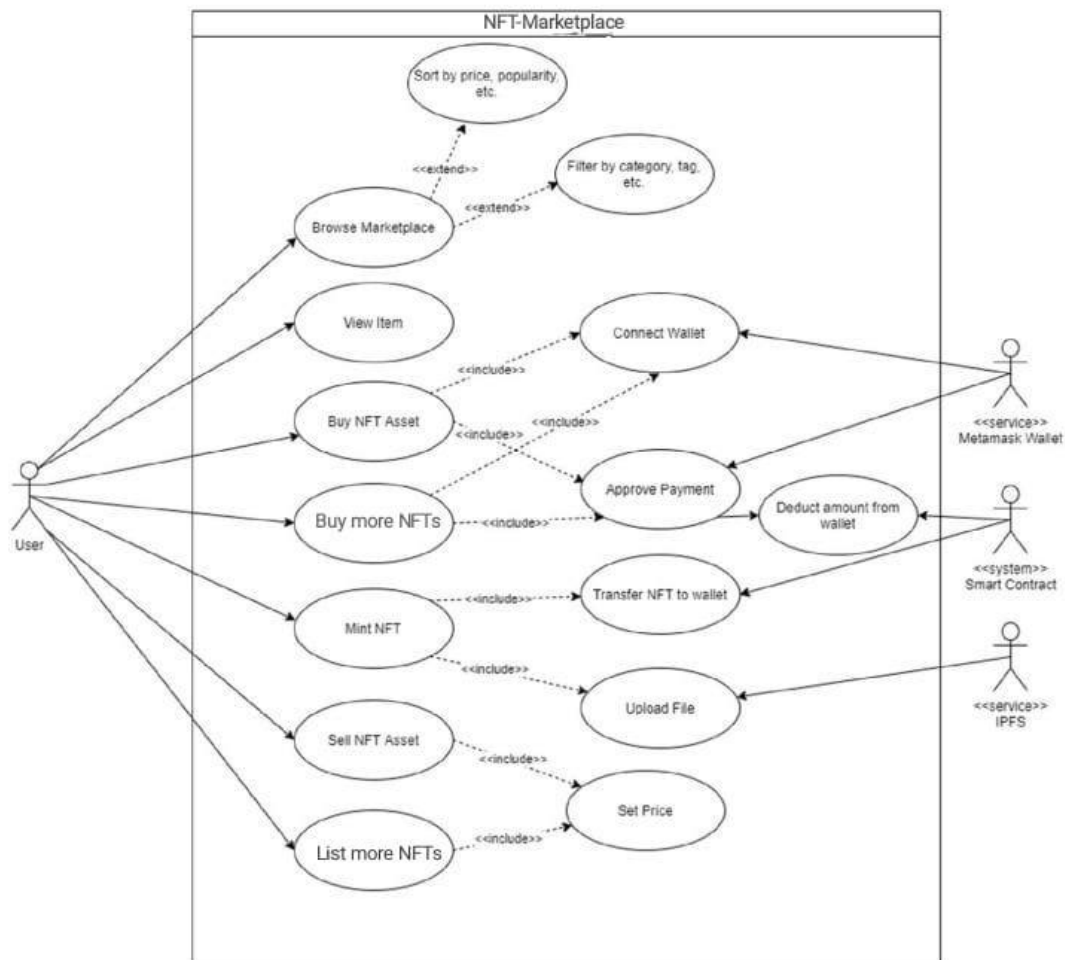 NFT-Marketplace
Sort by price, popularity,
etc.
<<extend>>
Filter by category, tag,
etc.
<<extend>>
Browse Marketplace
View Item
Connect Wallet
<<include>>
Buy NFT Asset
<<include>>
<<include>>
<<service>>
Metamask Wallet
Approve Payment
Deduct amount from
wallet
Buy more NFTs
<<include>>
User
<<system>>
Smart Contract
<<include>>
Transfer NFT to wallet
Mint NFT
<<include>>
Upload File
<<service>>
IPFS
Sell NFT Asset
<<include>>
Set Price
<<include>>
List more NFTs